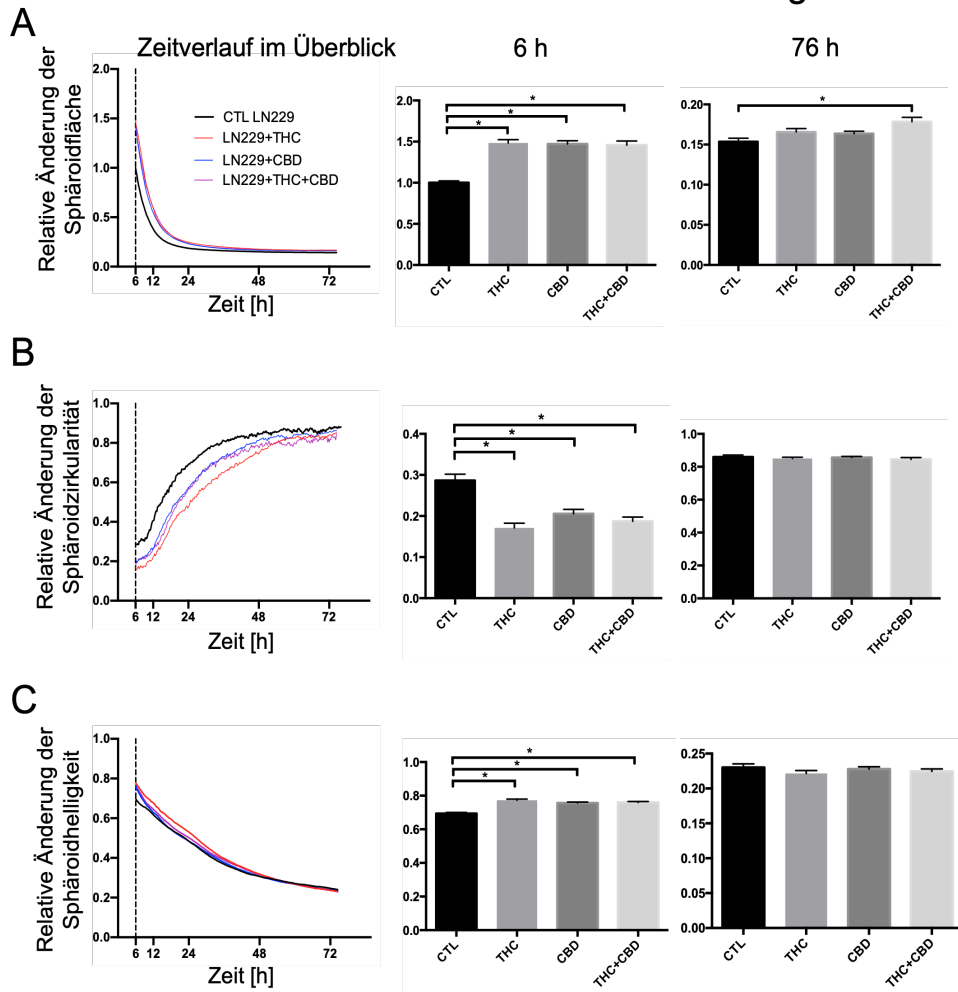 A
Zeitverlauf im Überblick
6 h
76 h
Relative Änderung der
Sphäroidfläche
2.0
1.5
1.0
0.5
0.0
CTL LN229
LN229+THC
LN229+CBD
LN229+THC+CBD
6 12 24 48 72
Zeit [h]
2.0
1.5
1.0
0.5
0.0
* * *
CTL THC CBD THC+CBD
0.20
0.15
0.10
0.05
0.00
*
CTL THC CBD THC+CBD
B
Relative Änderung der
Sphäroidzirkularität
1.0
0.8
0.6
0.4
0.2
0.0
6 12 24 48 72
Zeit [h]
0.4
0.3
0.2
0.1
0.0
* * *
CTL THC CBD THC+CBD
1.0
0.8
0.6
0.4
0.2
0.0
CTL THC CBD THC+CBD
C
Relative Änderung der
Sphäroidhelligkeit
1.0
0.8
0.6
0.4
0.2
0.0
6 12 24 48 72
Zeit [h]
1.0
0.8
0.6
0.4
0.2
0.0
* * *
CTL THC CBD THC+CBD
0.25
0.20
0.15
0.10
0.05
0.00
CTL THC CBD THC+CBD